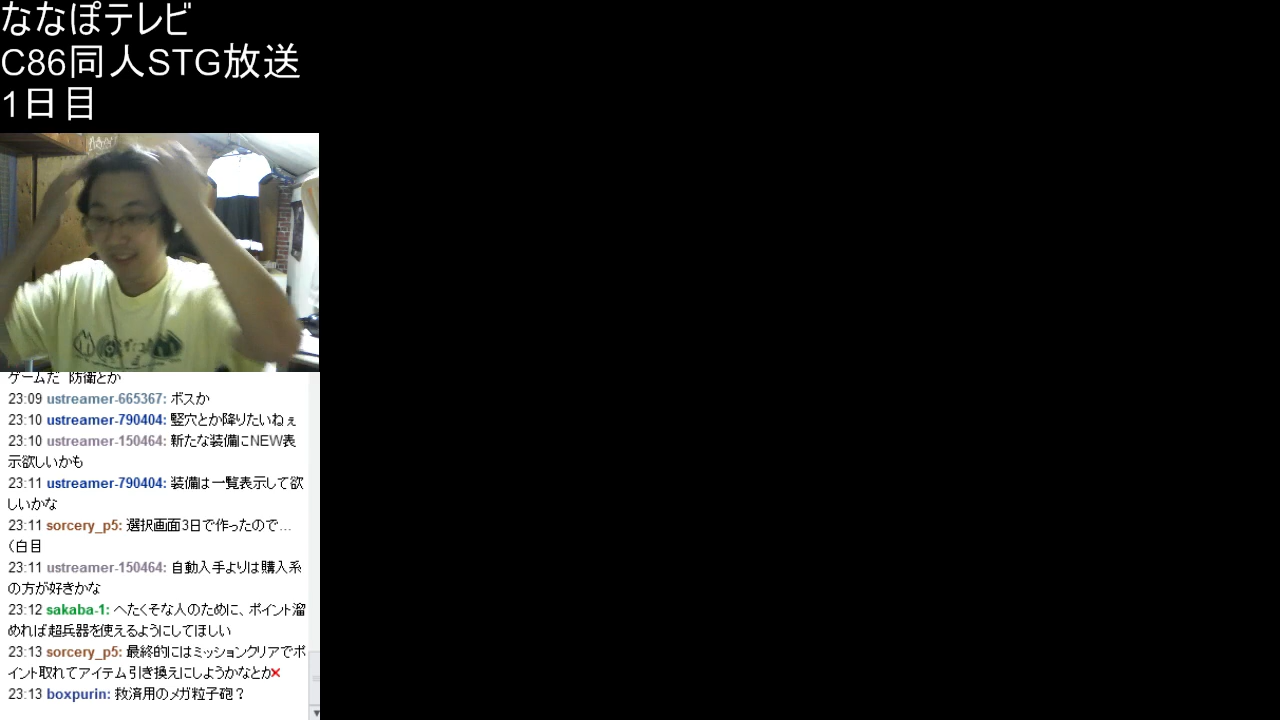 ななぽテレビ
C86同人STG放送
1日目
ゲームだ 防衛とか
23:09 ustreamer-665367: ボスか
23:10 ustreamer-790404: 竪穴とか降りたいねぇ
23:10 ustreamer-150464: 新たな装備にNEW表
示欲しいかも
23:11 ustreamer-790404: 装備は一覧表示して欲
しいかな
23:11 sorcery_p5: 選択画面3日で作ったので…
（白目
23:11 ustreamer-150464: 自動入手よりは購入系
の方が好きかな
23:12 sakaba-1: へたくそな人のために、ポイント溜
めれば超兵器を使えるようにしてほしい
23:13 sorcery_p5: 最終的にはミッションクリアでポ
イント取れてアイテム引き換えにしようかなとか
23:13 boxpurin: 救済用のメガ粒子砲？